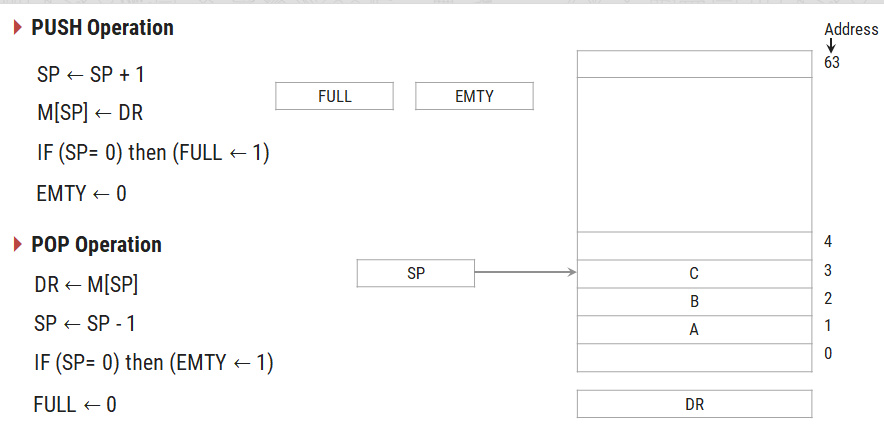 PUSH Operation
SP ← SP + 1
M[SP] ← DR
IF (SP= 0) then (FULL ← 1)
EMTY ← 0
POP Operation
DR ← M[SP]
SP ← SP - 1
IF (SP= 0) then (EMTY ← 1)
FULL ← 0
FULL
EMTY
SP
Address
63
4
C 3
B 2
A 1
0
DR